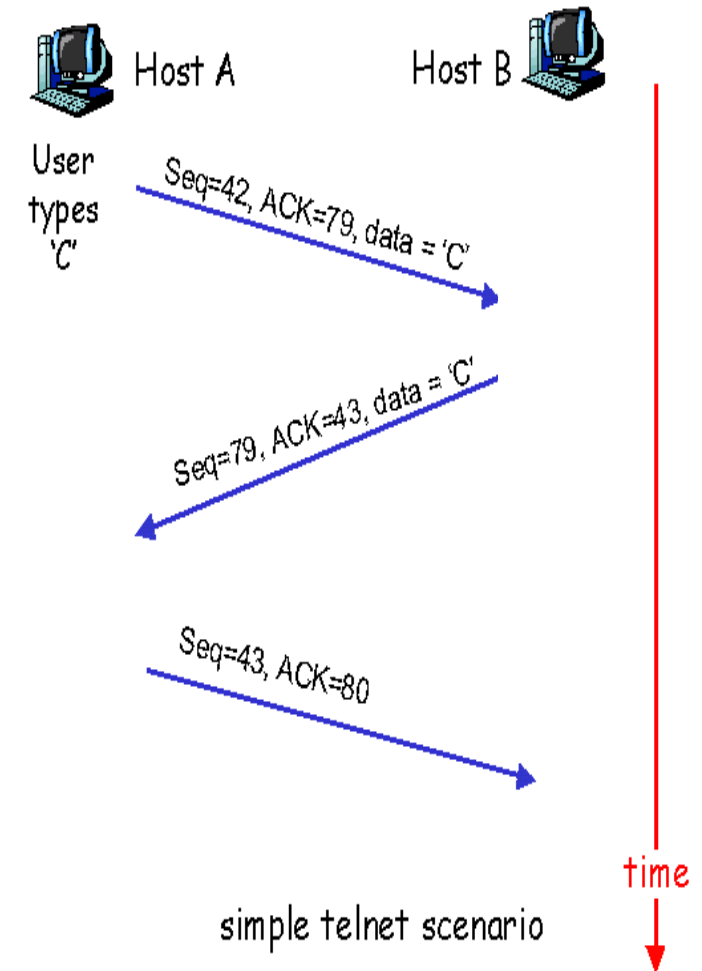 Host A
Host B
User
types
'C'
Seq=42, ACK=79, data = 'C'
Seq=79, ACK=43, data = 'C'
Seq=43, ACK=80
time
simple telnet scenario